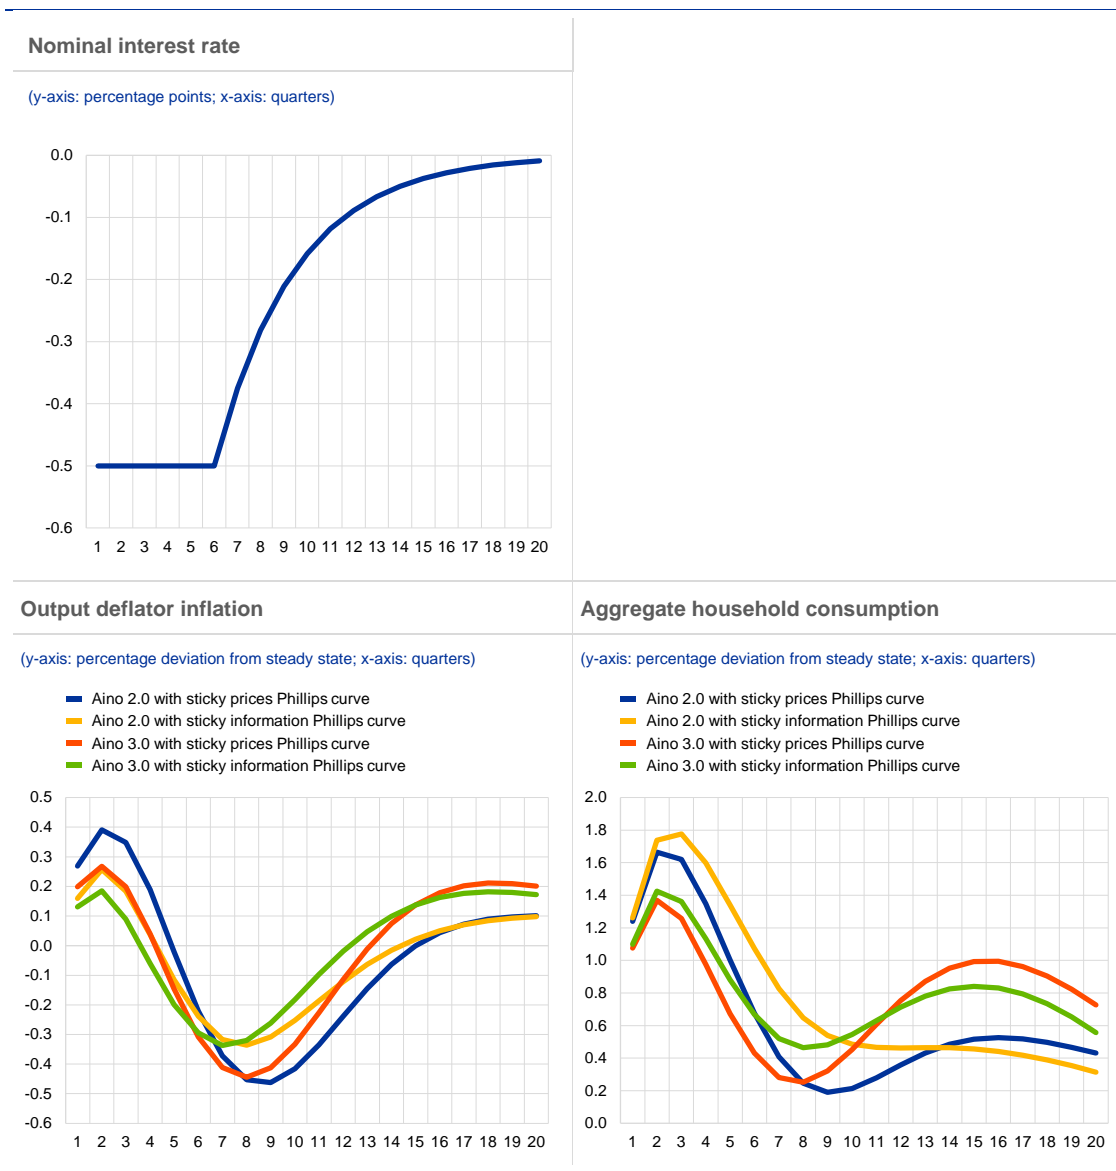 Nominal interest rate
(y-axis: percentage points; x-axis: quarters)
0.0
-0.1
-0.2
-0.3
-0.4
-0.5
-0.6
1 2 3 4 5 6 7 8 9 10 11 12 13 14 15 16 17 18 19 20
Output deflator inflation
(y-axis: percentage deviation from steady state; x-axis: quarters)
Aino 2.0 with sticky prices Phillips curve
Aino 2.0 with sticky information Phillips curve
Aino 3.0 with sticky prices Phillips curve
Aino 3.0 with sticky information Phillips curve
0.5
0.4
0.3
0.2
0.1
0.0
-0.1
-0.2
-0.3
-0.4
-0.5
-0.6
1 2 3 4 5 6 7 8 9 10 11 12 13 14 15 16 17 18 19 20
Aggregate household consumption
(y-axis: percentage deviation from steady state; x-axis: quarters)
Aino 2.0 with sticky prices Phillips curve
Aino 2.0 with sticky information Phillips curve
Aino 3.0 with sticky prices Phillips curve
Aino 3.0 with sticky information Phillips curve
2.0
1.8
1.6
1.4
1.2
1.0
0.8
0.6
0.4
0.2
0.0
1 2 3 4 5 6 7 8 9 10 11 12 13 14 15 16 17 18 19 20